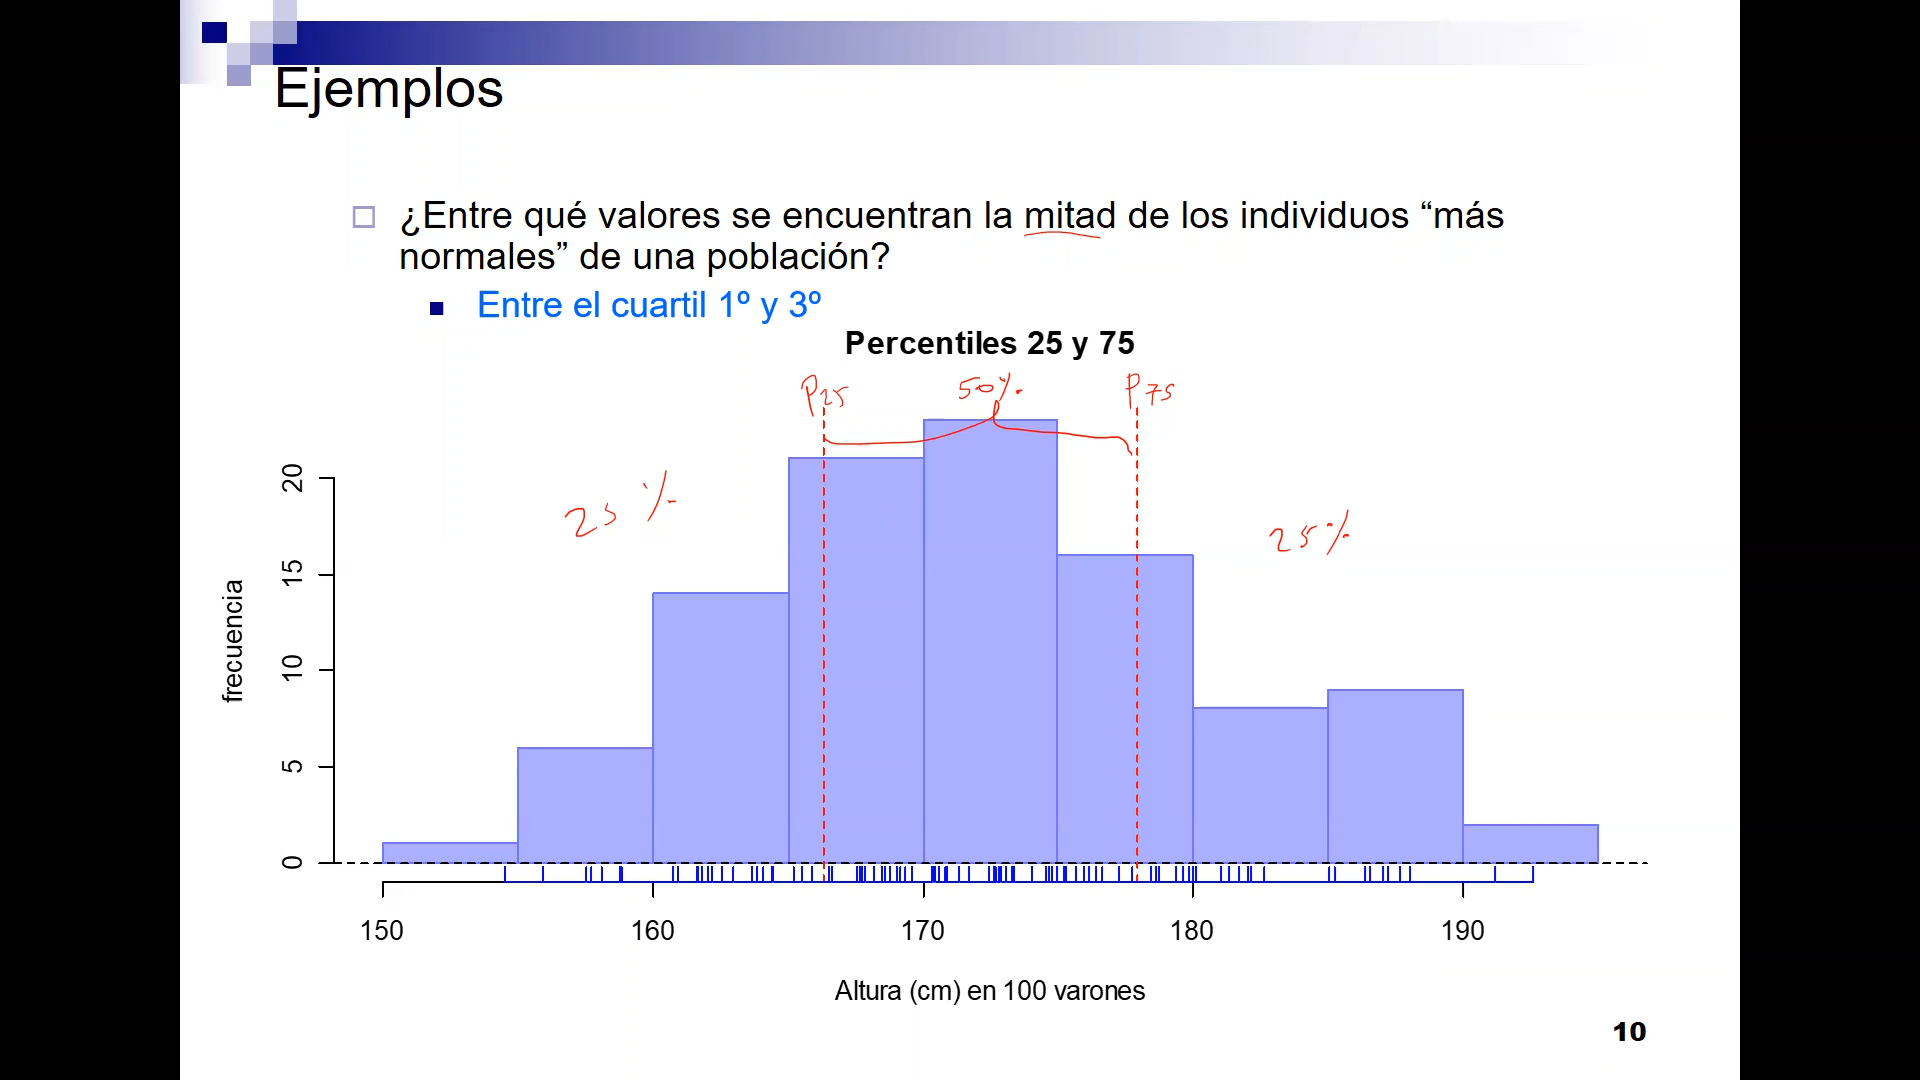 Ejemplos
¿Entre qué valores se encuentran la mitad de los individuos “más
normales” de una población?
Entre el cuartil 1º y 3º
Percentiles 25 y 75
P25
50%
P75
25%
25%
20
15
10
5
0
frecuencia
150
160
170
180
190
Altura (cm) en 100 varones
10